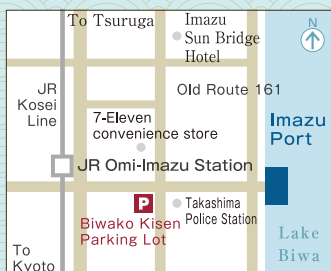 To Tsuruga
Imazu
Sun Bridge
Hotel
N
JR
Kosei
Line
Old Route 161
7-Eleven
convenience store
Imazu
Port
JR Omi-Imazu Station
P
Biwako Kisen
Parking Lot
Takashima
Police Station
Lake
Biwa
To
Kyoto